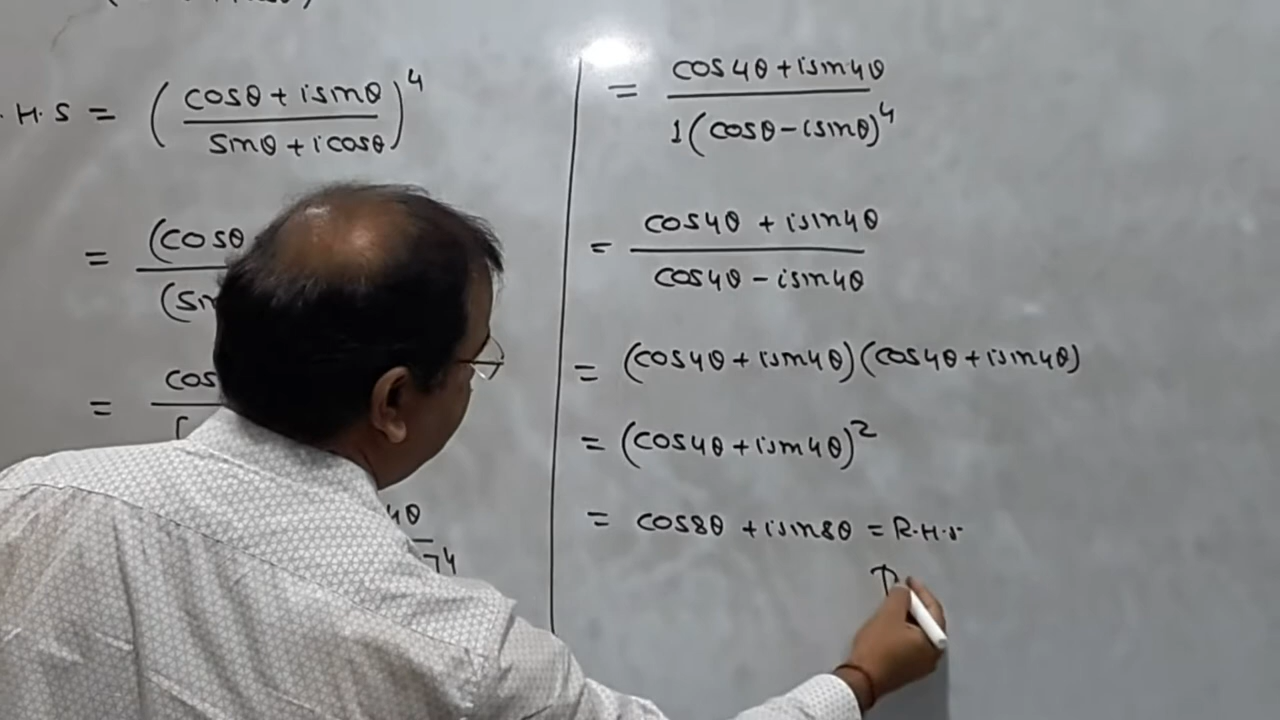 .H.S = (cosθ + isinθ / sinθ + icosθ)^4
= (cosθ / (sin
= cos / [
4θ / ]^4
= cos4θ + isin4θ / 1(cosθ - isinθ)^4
= cos4θ + isin4θ / cos4θ - isin4θ
= (cos4θ + isin4θ)(cos4θ + isin4θ)
= (cos4θ + isin4θ)^2
= cos8θ + isin8θ = R.H.S